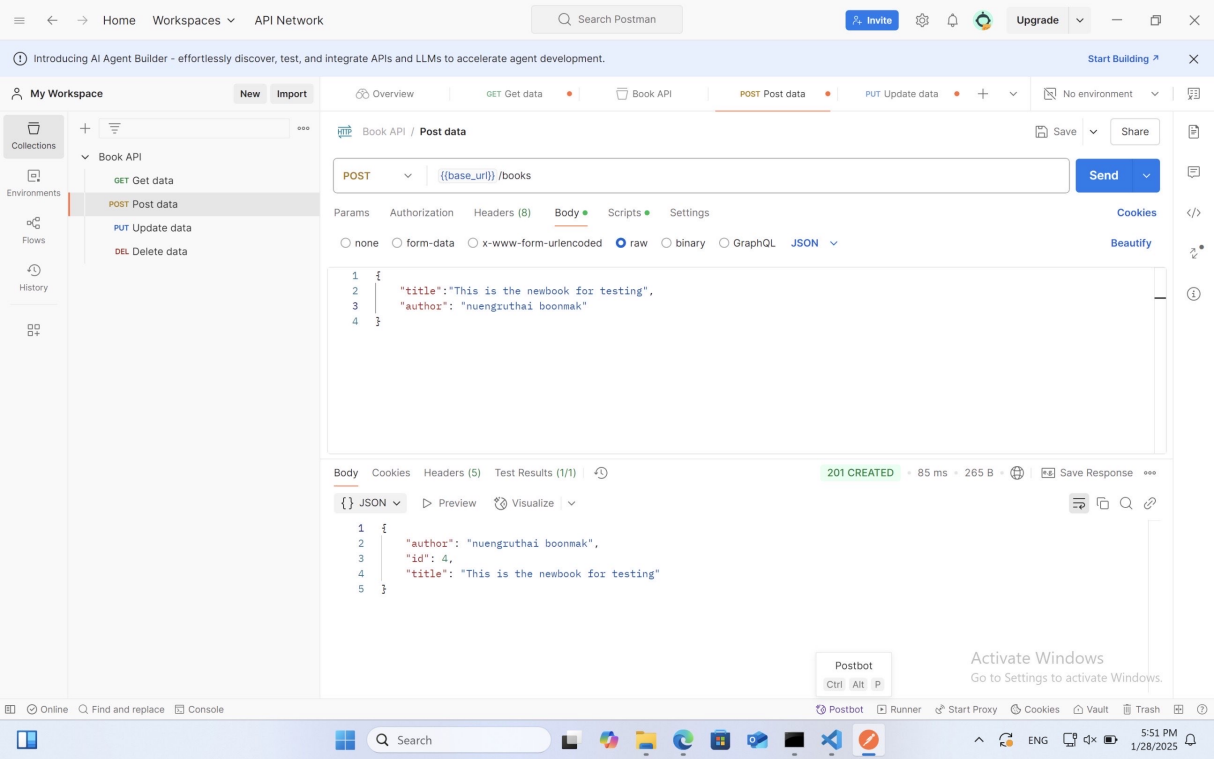 Home Workspaces API Network Search Postman Invite Upgrade
Introducing AI Agent Builder - effortlessly discover, test, and integrate APIs and LLMs to accelerate agent development. Start Building
My Workspace New Import Overview GET Get data Book API POST Post data PUT Update data No environment
Collections
Environments
Flows
History
Book API
GET Get data
POST Post data
PUT Update data
DEL Delete data
HTTP Book API / Post data Save Share
POST {{base_url}} /books Send
Params Authorization Headers (8) Body Scripts Settings Cookies
none form-data x-www-form-urlencoded raw binary GraphQL JSON Beautify
1 {
2 "title":"This is the newbook for testing",
3 "author": "nuengruthai boonmak"
4 }
Body Cookies Headers (5) Test Results (1/1) 201 CREATED 85 ms 265 B Save Response
{} JSON Preview Visualize
1 {
2 "author": "nuengruthai boonmak",
3 "id": 4,
4 "title": "This is the newbook for testing"
5 }
Postbot
Ctrl Alt P
Activate Windows
Go to Settings to activate Windows.
Online Find and replace Console Postbot Runner Start Proxy Cookies Vault Trash
Search ENG 5:51 PM
1/28/2025